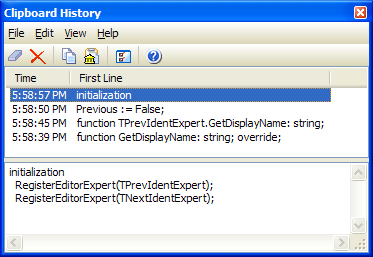 Clipboard History
File Edit View Help
Time First Line
5:58:57 PM initialization
5:58:50 PM Previous := False;
5:58:45 PM function TPrevIdentExpert.GetDisplayName: string;
5:58:39 PM function GetDisplayName: string; override;
initialization
RegisterEditorExpert(TPrevIdentExpert);
RegisterEditorExpert(TNextIdentExpert);